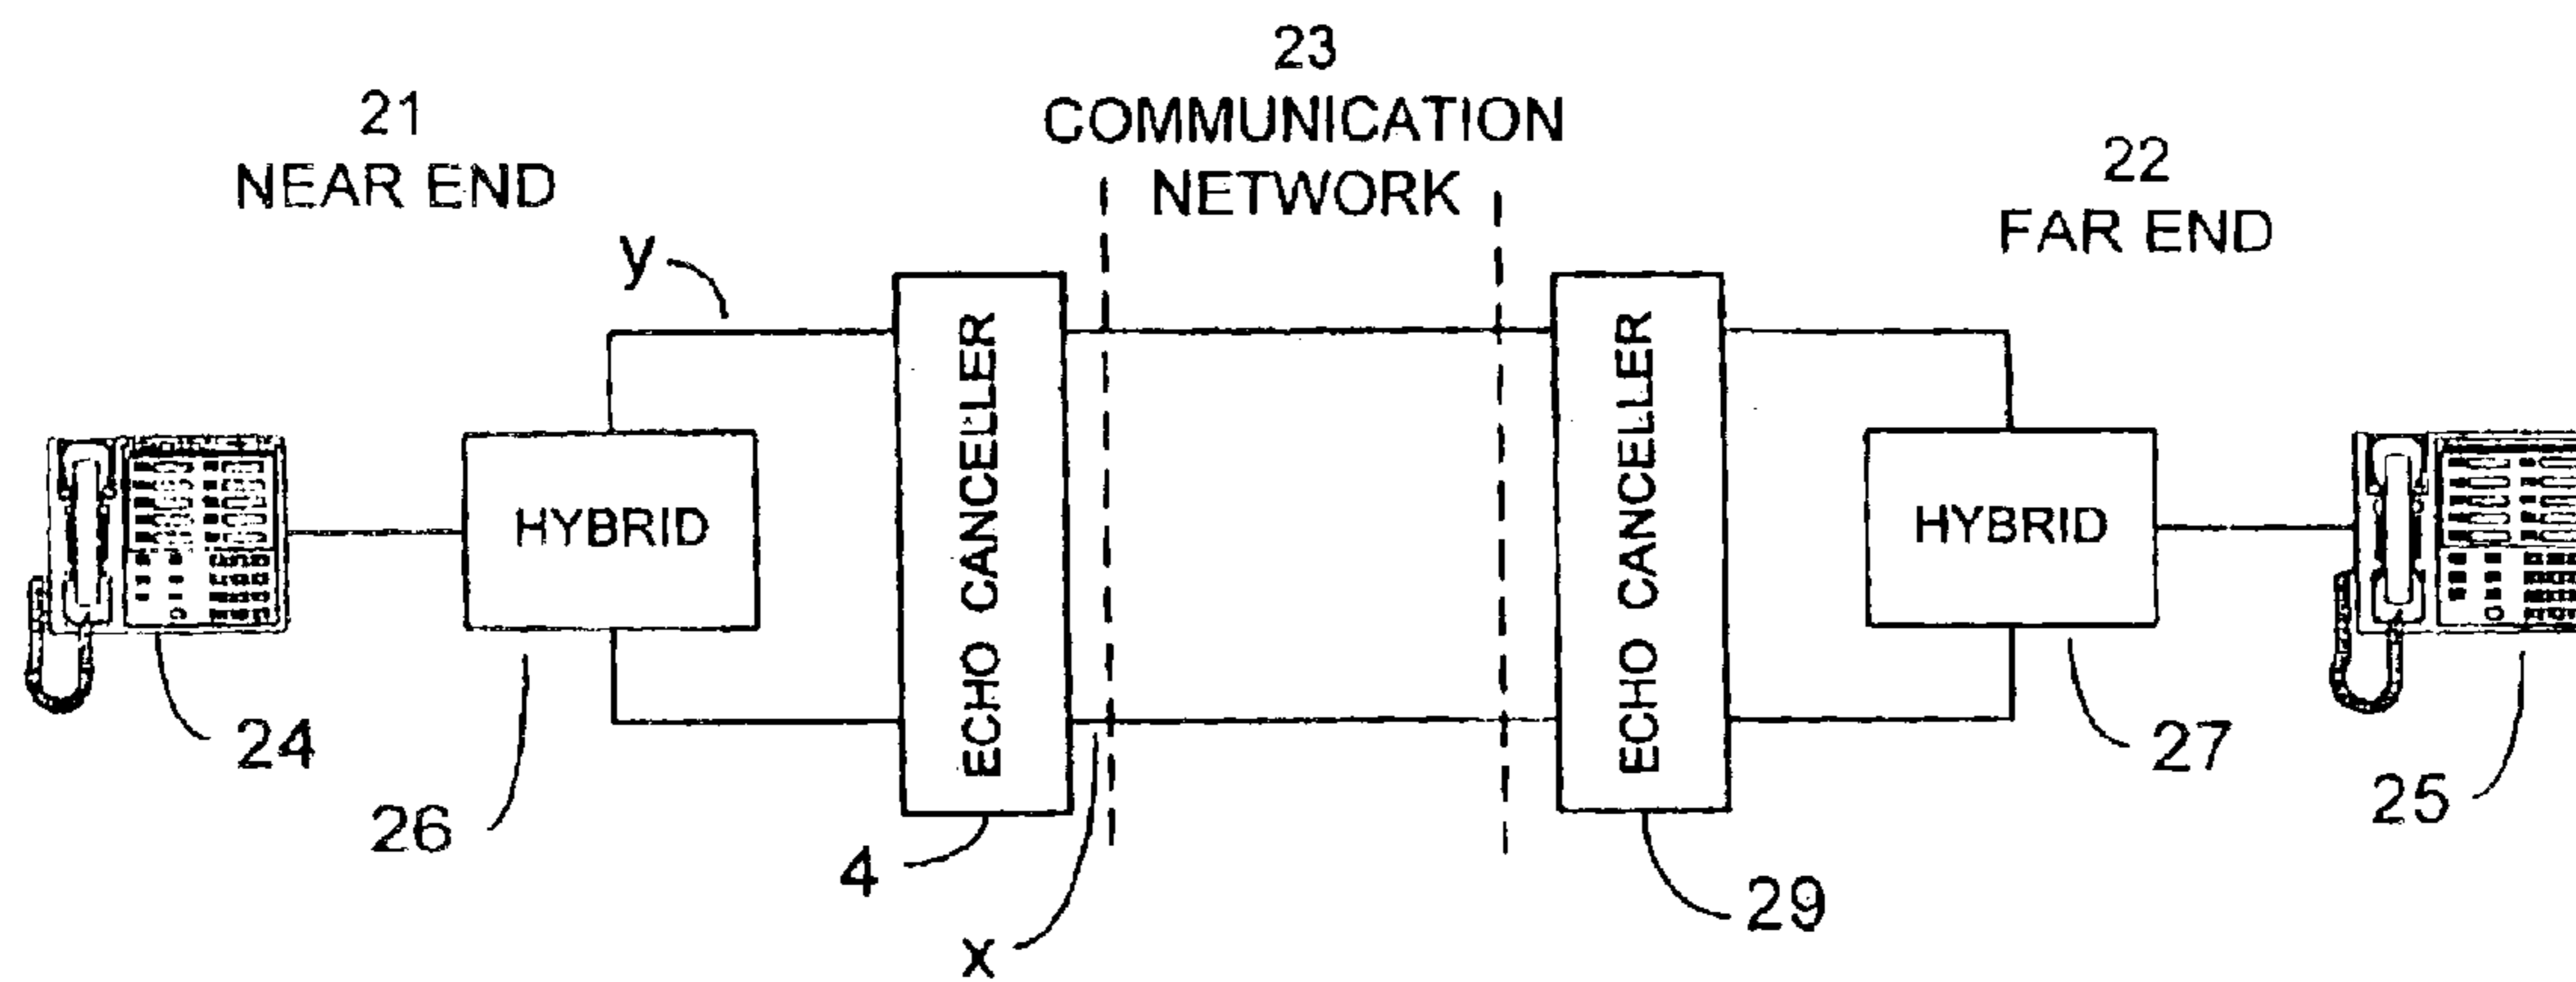 23
COMMUNICATION
NETWORK
21
NEAR END
22
FAR END
y
ECHO CANCELLER
ECHO CANCELLER
HYBRID
HYBRID
24
26
4
x
29
27
25